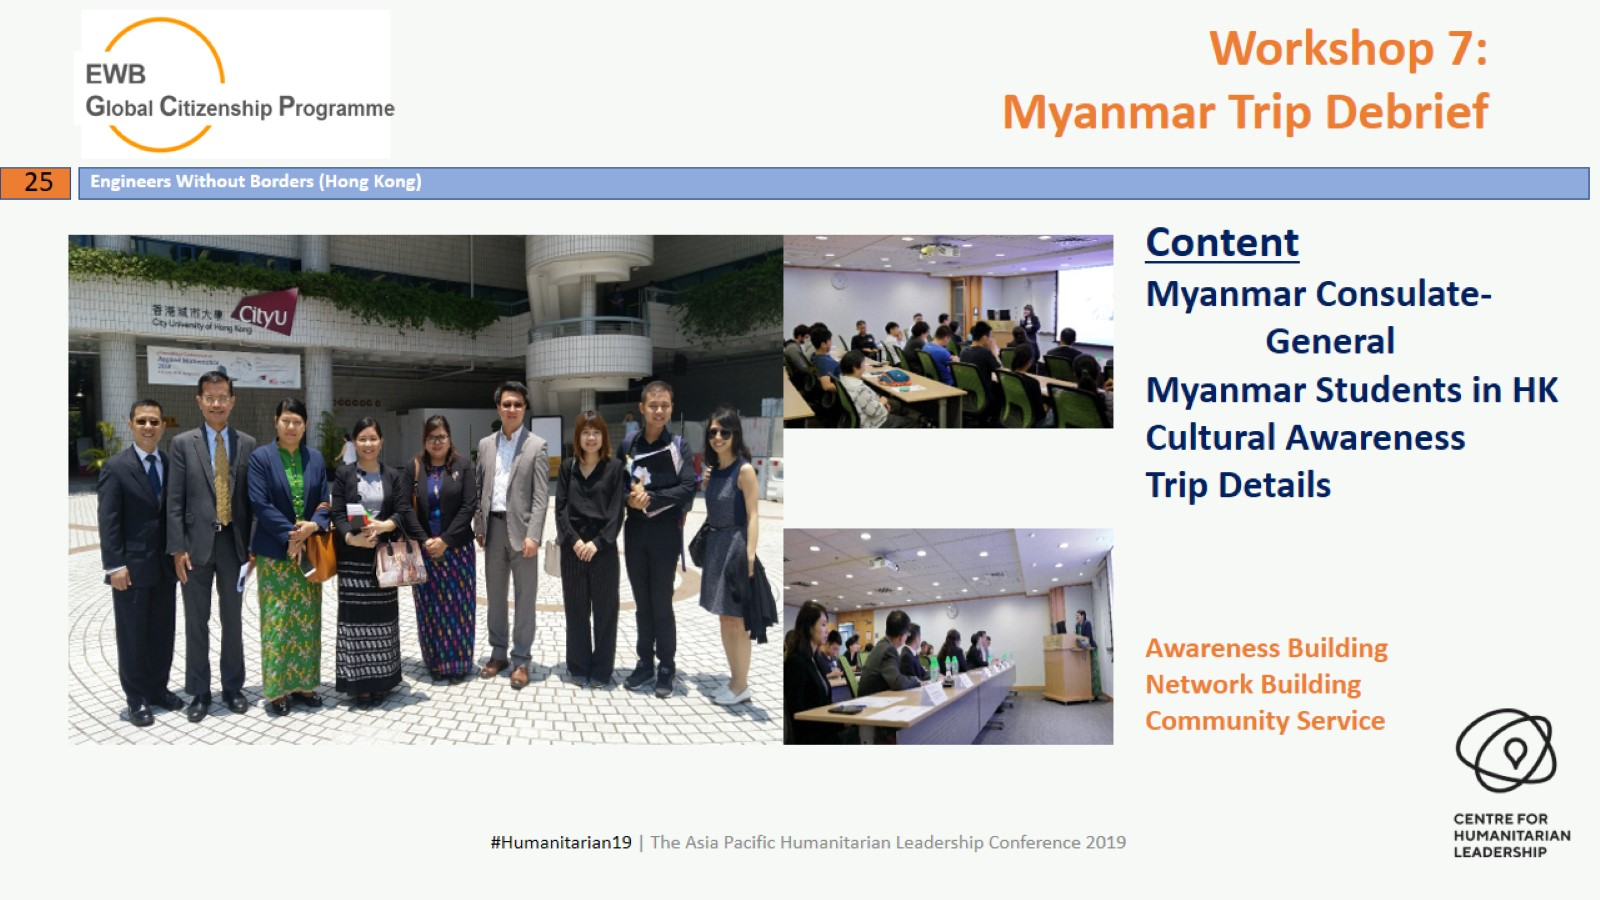 EWB
Global Citizenship Programme
Workshop 7:
Myanmar Trip Debrief
25
Engineers Without Borders (Hong Kong)
香港城市大學
City University of Hong Kong
CityU
Applied Mathematics
Content
Myanmar Consulate-
General
Myanmar Students in HK
Cultural Awareness
Trip Details
Awareness Building
Network Building
Community Service
#Humanitarian19 | The Asia Pacific Humanitarian Leadership Conference 2019
CENTRE FOR
HUMANITARIAN
LEADERSHIP